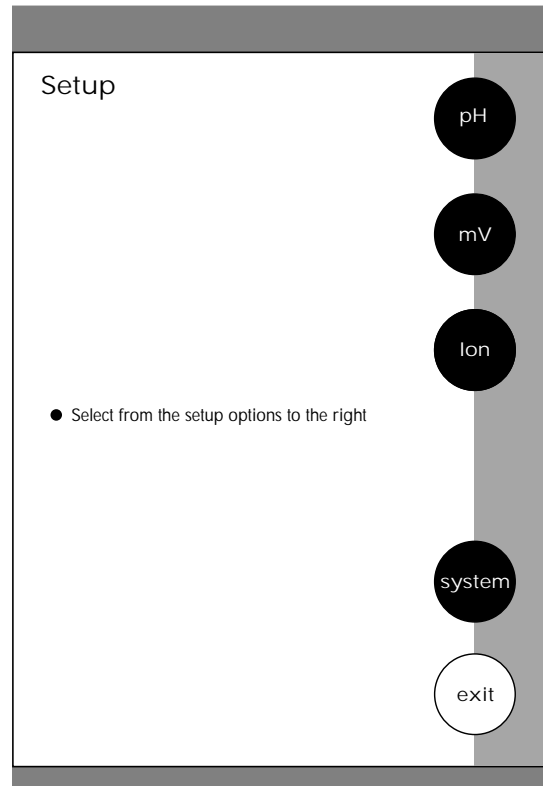 Setup
pH
mV
Ion
● Select from the setup options to the right
system
exit